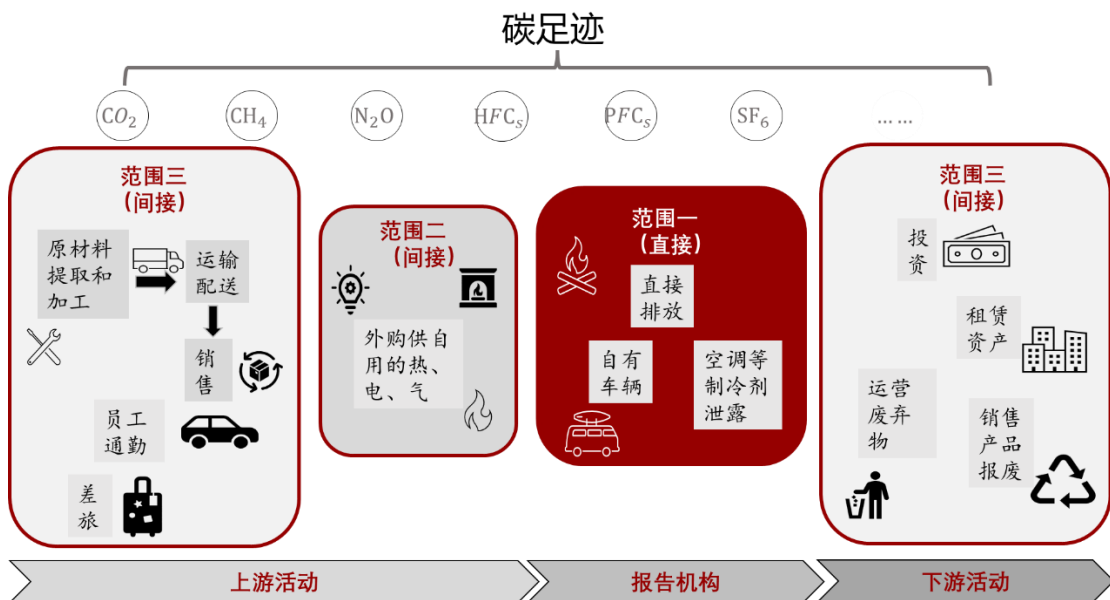 碳足迹
CO₂
CH₄
N₂O
HFCₛ
PFCₛ
SF₆
……
范围三
（间接）
原材料
提取和
加工
运输
配送
销
售
员工
通勤
差
旅
范围二
（间接）
外购供自
用的热、
电、气
范围一
（直接）
直接
排放
自有
车辆
空调等
制冷剂
泄露
范围三
（间接）
投
资
租赁
资产
运营
废弃
物
销售
产品
报废
上游活动
报告机构
下游活动